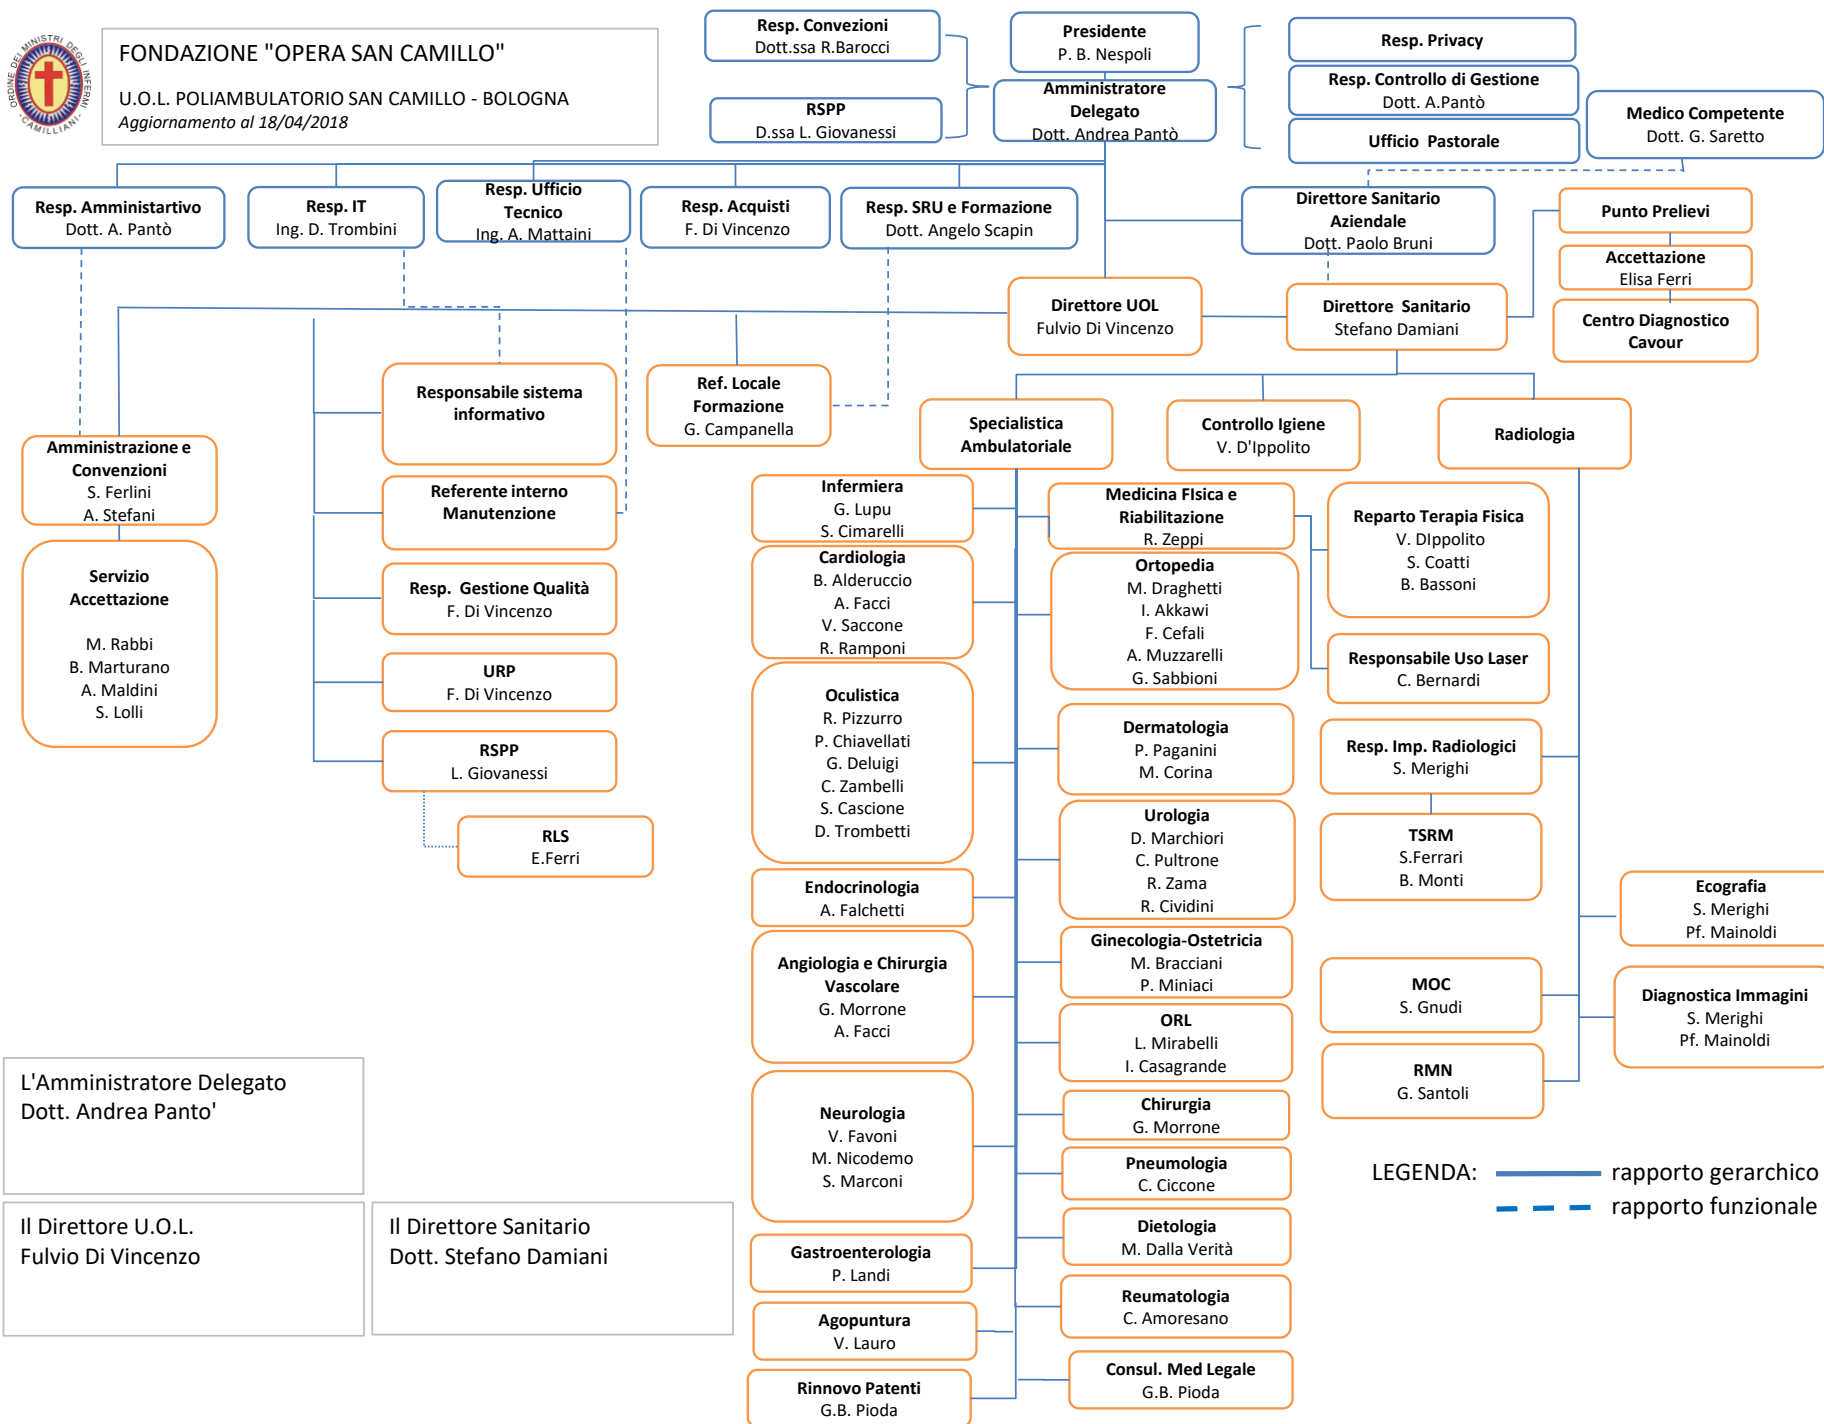 ORDINE DEI MINISTRI DEGLI INFERMI
-CAMILLIANI-
FONDAZIONE "OPERA SAN CAMILLO"
U.O.L. POLIAMBULATORIO SAN CAMILLO - BOLOGNA
Aggiornamento al 18/04/2018
Resp. Convezioni
Dott.ssa R.Barocci
RSPP
D.ssa L. Giovanessi
Presidente
P. B. Nespoli
Amministratore
Delegato
Dott. Andrea Pantò
Resp. Privacy
Resp. Controllo di Gestione
Dott. A.Pantò
Ufficio  Pastorale
Medico Competente
Dott. G. Saretto
Resp. Amministartivo
Dott. A. Pantò
Resp. IT
Ing. D. Trombini
Resp. Ufficio
Tecnico
Ing. A. Mattaini
Resp. Acquisti
F. Di Vincenzo
Resp. SRU e Formazione
Dott. Angelo Scapin
Direttore Sanitario
Aziendale
Dott. Paolo Bruni
Punto Prelievi
Accettazione
Elisa Ferri
Centro Diagnostico
Cavour
Direttore UOL
Fulvio Di Vincenzo
Direttore  Sanitario
Stefano Damiani
Responsabile sistema
informativo
Ref. Locale
Formazione
G. Campanella
Specialistica
Ambulatoriale
Controllo Igiene
V. D'Ippolito
Radiologia
Amministrazione e
Convenzioni
S. Ferlini
A. Stefani
Referente interno
Manutenzione
Servizio
Accettazione
M. Rabbi
B. Marturano
A. Maldini
S. Lolli
Resp.  Gestione Qualità
F. Di Vincenzo
URP
F. Di Vincenzo
RSPP
L. Giovanessi
RLS
E.Ferri
Infermiera
G. Lupu
S. Cimarelli
Cardiologia
B. Alderuccio
A. Facci
V. Saccone
R. Ramponi
Oculistica
R. Pizzurro
P. Chiavellati
G. Deluigi
C. Zambelli
S. Cascione
D. Trombetti
Endocrinologia
A. Falchetti
Angiologia e Chirurgia
Vascolare
G. Morrone
A. Facci
Neurologia
V. Favoni
M. Nicodemo
S. Marconi
Gastroenterologia
P. Landi
Agopuntura
V. Lauro
Rinnovo Patenti
G.B. Pioda
Medicina FIsica e
Riabilitazione
R. Zeppi
Ortopedia
M. Draghetti
I. Akkawi
F. Cefali
A. Muzzarelli
G. Sabbioni
Dermatologia
P. Paganini
M. Corina
Urologia
D. Marchiori
C. Pultrone
R. Zama
R. Cividini
Ginecologia-Ostetricia
M. Bracciani
P. Miniaci
ORL
L. Mirabelli
I. Casagrande
Chirurgia
G. Morrone
Pneumologia
C. Ciccone
Dietologia
M. Dalla Verità
Reumatologia
C. Amoresano
Consul. Med Legale
G.B. Pioda
Reparto Terapia Fisica
V. DIppolito
S. Coatti
B. Bassoni
Responsabile Uso Laser
C. Bernardi
Resp. Imp. Radiologici
S. Merighi
TSRM
S.Ferrari
B. Monti
Ecografia
S. Merighi
Pf. Mainoldi
MOC
S. Gnudi
Diagnostica Immagini
S. Merighi
Pf. Mainoldi
RMN
G. Santoli
L'Amministratore Delegato
Dott. Andrea Panto'
Il Direttore U.O.L.
Fulvio Di Vincenzo
Il Direttore Sanitario
Dott. Stefano Damiani
LEGENDA:
rapporto gerarchico
rapporto funzionale